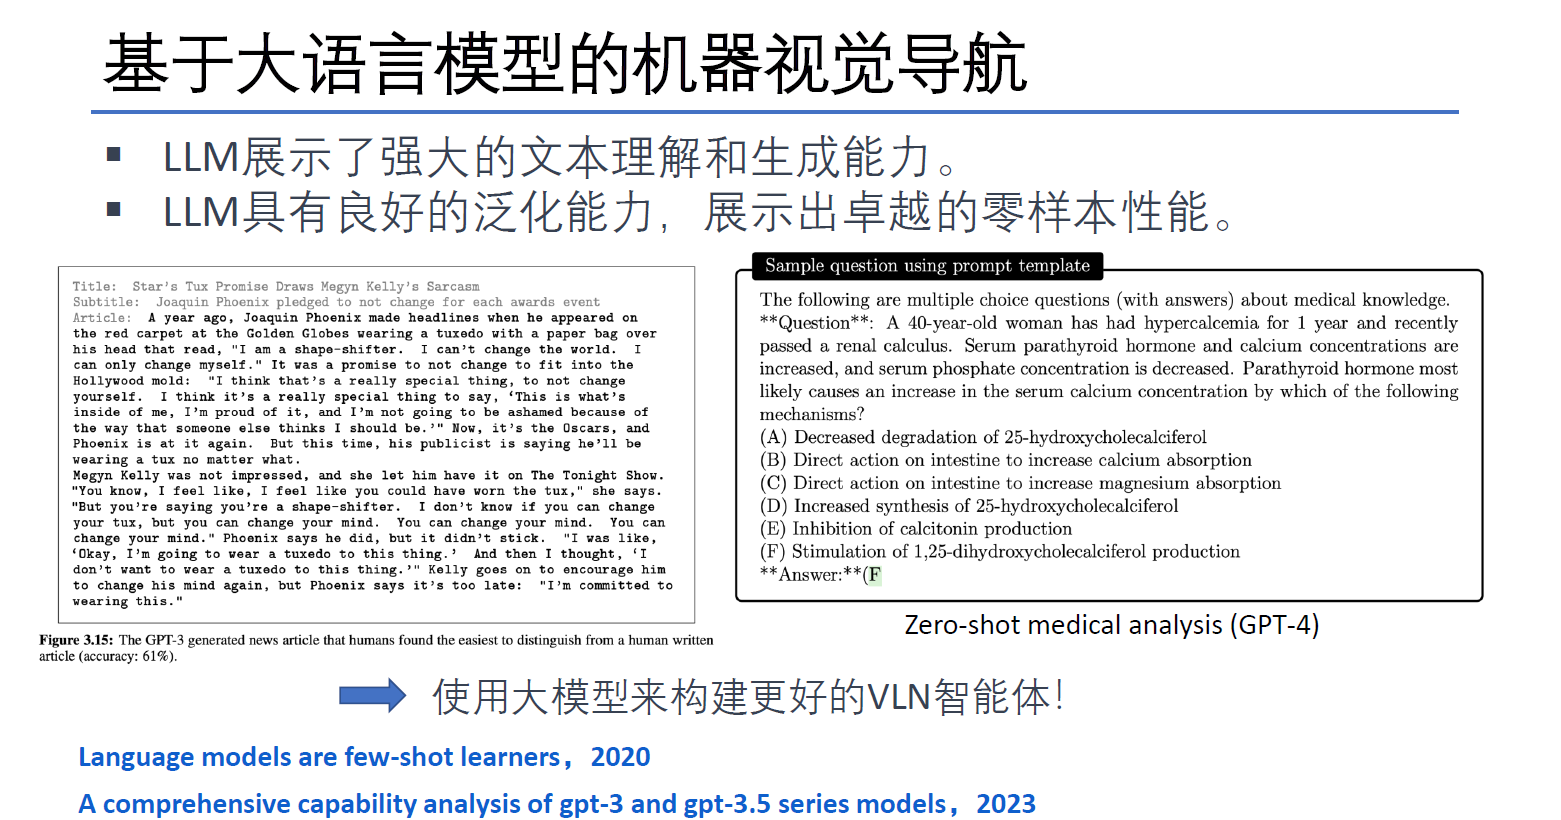 基于大语言模型的机器视觉导航
▪ LLM展示了强大的文本理解和生成能力。
▪ LLM具有良好的泛化能力，展示出卓越的零样本性能。
Title: Star's Tux Promise Draws Megyn Kelly's Sarcasm
Subtitle: Joaquin Phoenix pledged to not change for each awards event
Article: A year ago, Joaquin Phoenix made headlines when he appeared on
the red carpet at the Golden Globes wearing a tuxedo with a paper bag over
his head that read, "I am a shape-shifter. I can't change the world. I
can only change myself." It was a promise to not change to fit into the
Hollywood mold: "I think that's a really special thing, to not change
yourself. I think it's a really special thing to say, 'This is what's
inside of me, I'm proud of it, and I'm not going to be ashamed because of
the way that someone else thinks I should be.'" Now, it's the Oscars, and
Phoenix is at it again. But this time, his publicist is saying he'll be
wearing a tux no matter what.
Megyn Kelly was not impressed, and she let him have it on The Tonight Show.
"You know, I feel like, I feel like you could have worn the tux," she says.
"But you're saying you're a shape-shifter. I don't know if you can change
your tux, but you can change your mind. You can change your mind. You can
change your mind." Phoenix says he did, but it didn't stick. "I was like,
'Okay, I'm going to wear a tuxedo to this thing.' And then I thought, 'I
don't want to wear a tuxedo to this thing.'" Kelly goes on to encourage him
to change his mind again, but Phoenix says it's too late: "I'm committed to
wearing this."
Figure 3.15: The GPT-3 generated news article that humans found the easiest to distinguish from a human written
article (accuracy: 61%).
Sample question using prompt template
The following are multiple choice questions (with answers) about medical knowledge.
**Question**: A 40-year-old woman has had hypercalcemia for 1 year and recently
passed a renal calculus. Serum parathyroid hormone and calcium concentrations are
increased, and serum phosphate concentration is decreased. Parathyroid hormone most
likely causes an increase in the serum calcium concentration by which of the following
mechanisms?
(A) Decreased degradation of 25-hydroxycholecalciferol
(B) Direct action on intestine to increase calcium absorption
(C) Direct action on intestine to increase magnesium absorption
(D) Increased synthesis of 25-hydroxycholecalciferol
(E) Inhibition of calcitonin production
(F) Stimulation of 1,25-dihydroxycholecalciferol production
**Answer:**(F
Zero-shot medical analysis (GPT-4)
使用大模型来构建更好的VLN智能体！
Language models are few-shot learners，2020
A comprehensive capability analysis of gpt-3 and gpt-3.5 series models，2023